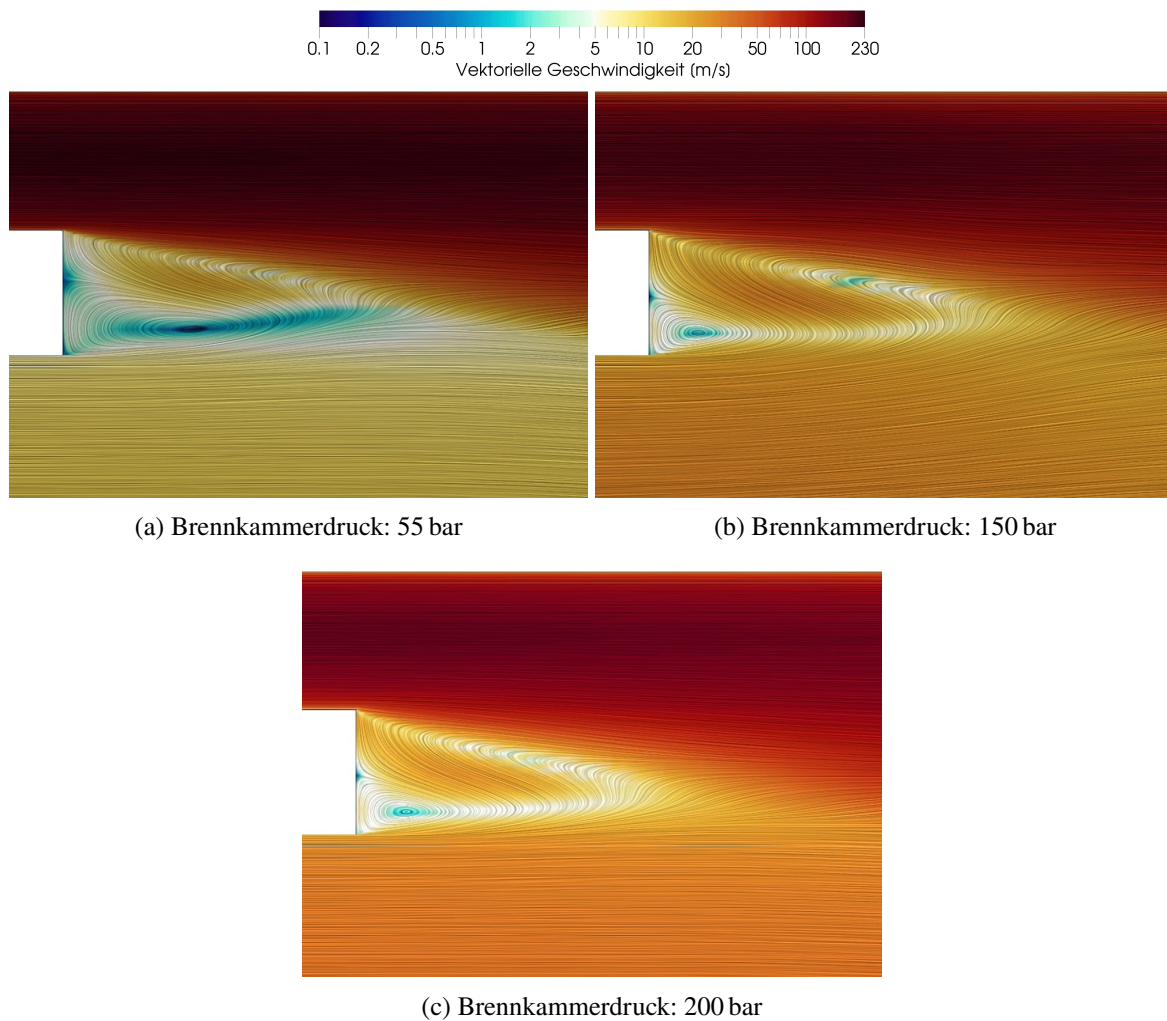 0.1 0.2 0.5 1 2 5 10 20 50 100 230
Vektorielle Geschwindigkeit [m/s]
(a) Brennkammerdruck: 55 bar
(b) Brennkammerdruck: 150 bar
(c) Brennkammerdruck: 200 bar